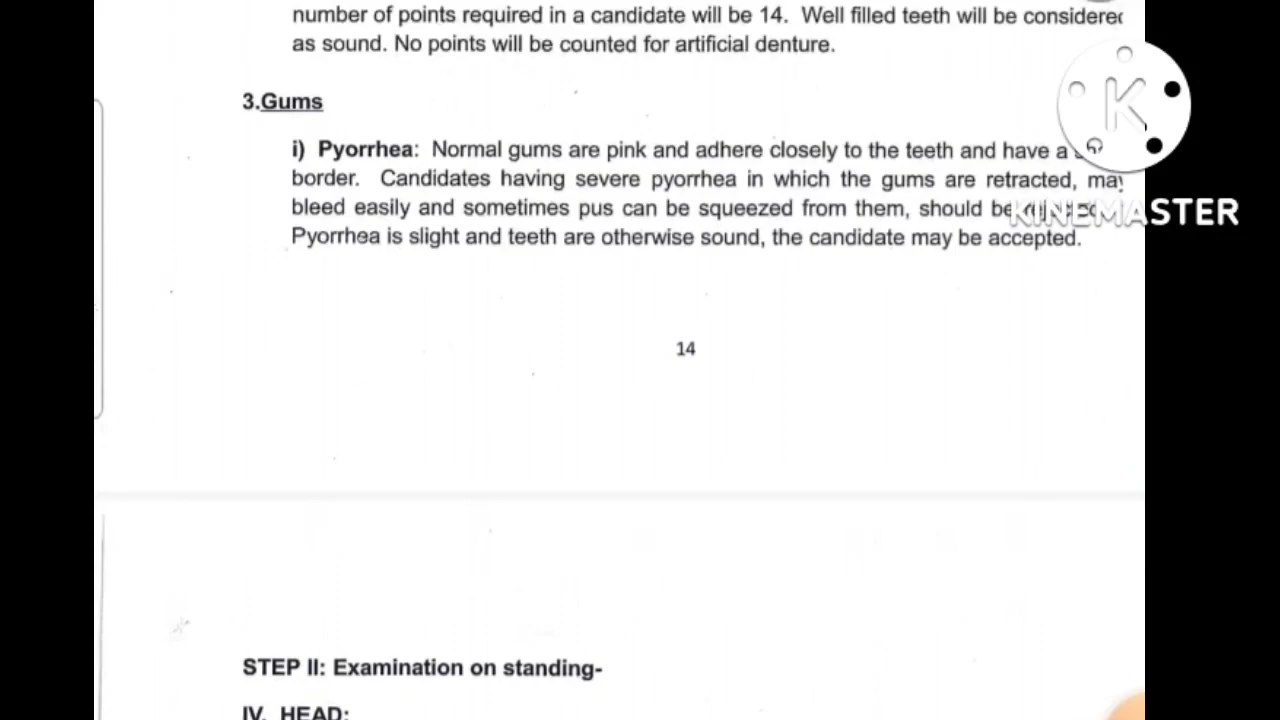 number of points required in a candidate will be 14. Well filled teeth will be considered
as sound. No points will be counted for artificial denture.
3.Gums
i) Pyorrhea: Normal gums are pink and adhere closely to the teeth and have a
border. Candidates having severe pyorrhea in which the gums are retracted, may
bleed easily and sometimes pus can be squeezed from them, should be
Pyorrhea is slight and teeth are otherwise sound, the candidate may be accepted.
KINEMASTER
14
STEP II: Examination on standing-
IV. HEAD: